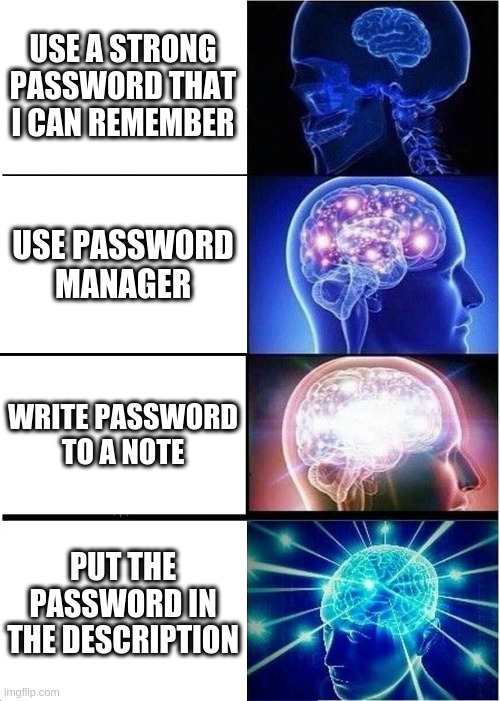 USE A STRONG
PASSWORD THAT
I CAN REMEMBER
USE PASSWORD
MANAGER
WRITE PASSWORD
TO A NOTE
PUT THE
PASSWORD IN
THE DESCRIPTION
imgflip.com